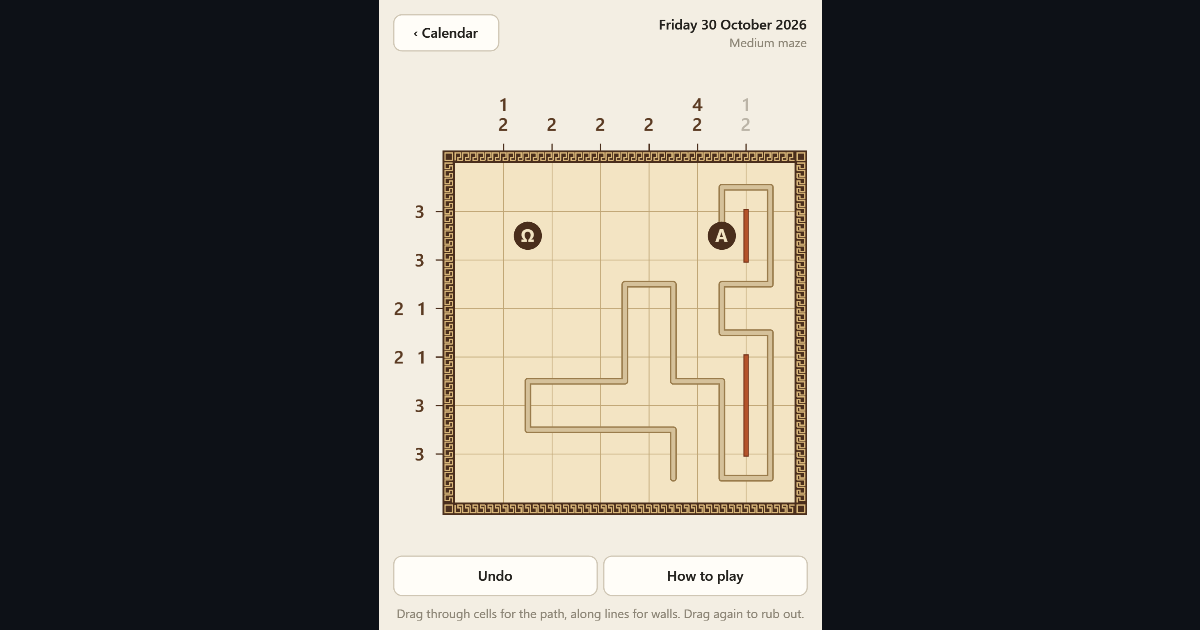 ‹ Calendar
Friday 30 October 2026
Medium maze
1 4 1
2 2 2 2 2 2
3
Ω A
3
2 1
2 1
3
3
Undo
How to play
Drag through cells for the path, along lines for walls. Drag again to rub out.